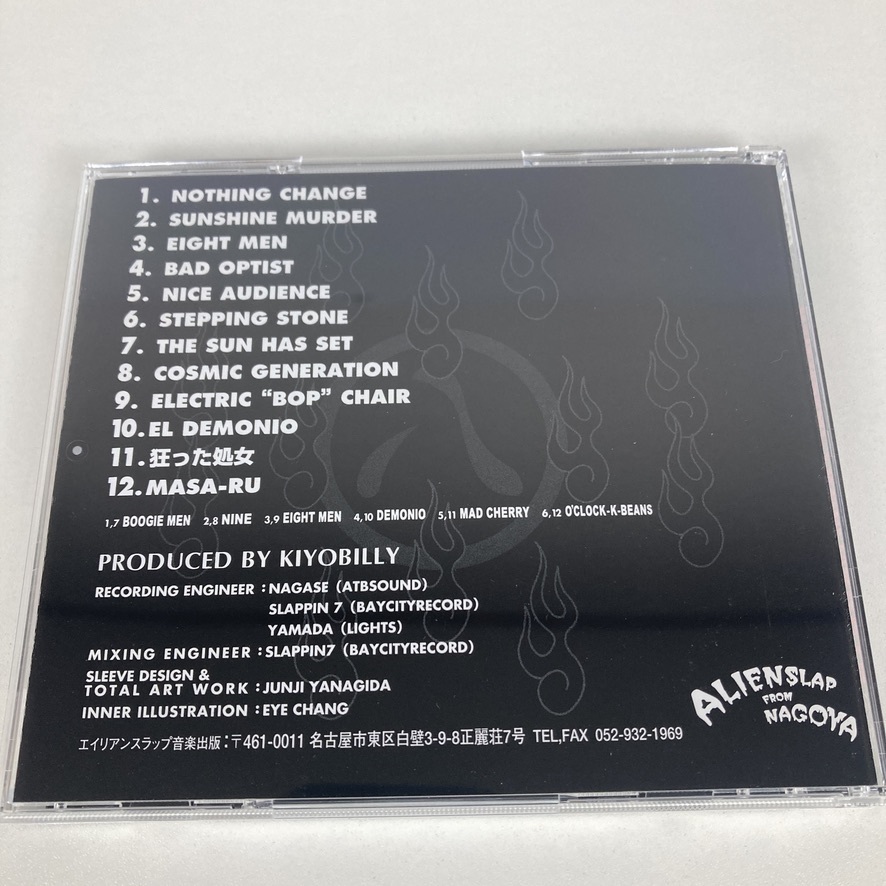 1. NOTHING CHANGE
2. SUNSHINE MURDER
3. EIGHT MEN
4. BAD OPTIST
5. NICE AUDIENCE
6. STEPPING STONE
7. THE SUN HAS SET
8. COSMIC GENERATION
9. ELECTRIC “BOP” CHAIR
10. EL DEMONIO
11. 狂った処女
12. MASA-RU
1,7 BOOGIE MEN 2,8 NINE 3,9 EIGHT MEN 4,10 DEMONIO 5,11 MAD CHERRY 6,12 O'CLOCK-K-BEANS
PRODUCED BY KIYOBILLY
RECORDING ENGINEER : NAGASE (ATBSOUND)
SLAPPIN 7 (BAYCITYRECORD)
YAMADA (LIGHTS)
MIXING ENGINEER : SLAPPIN7 (BAYCITYRECORD)
SLEEVE DESIGN &
TOTAL ART WORK : JUNJI YANAGIDA
INNER ILLUSTRATION : EYE CHANG
エイリアンスラップ音楽出版：〒461-0011 名古屋市東区白壁3-9-8正麗荘7号 TEL,FAX 052-932-1969
ALIENSLAP
FROM
NAGOYA